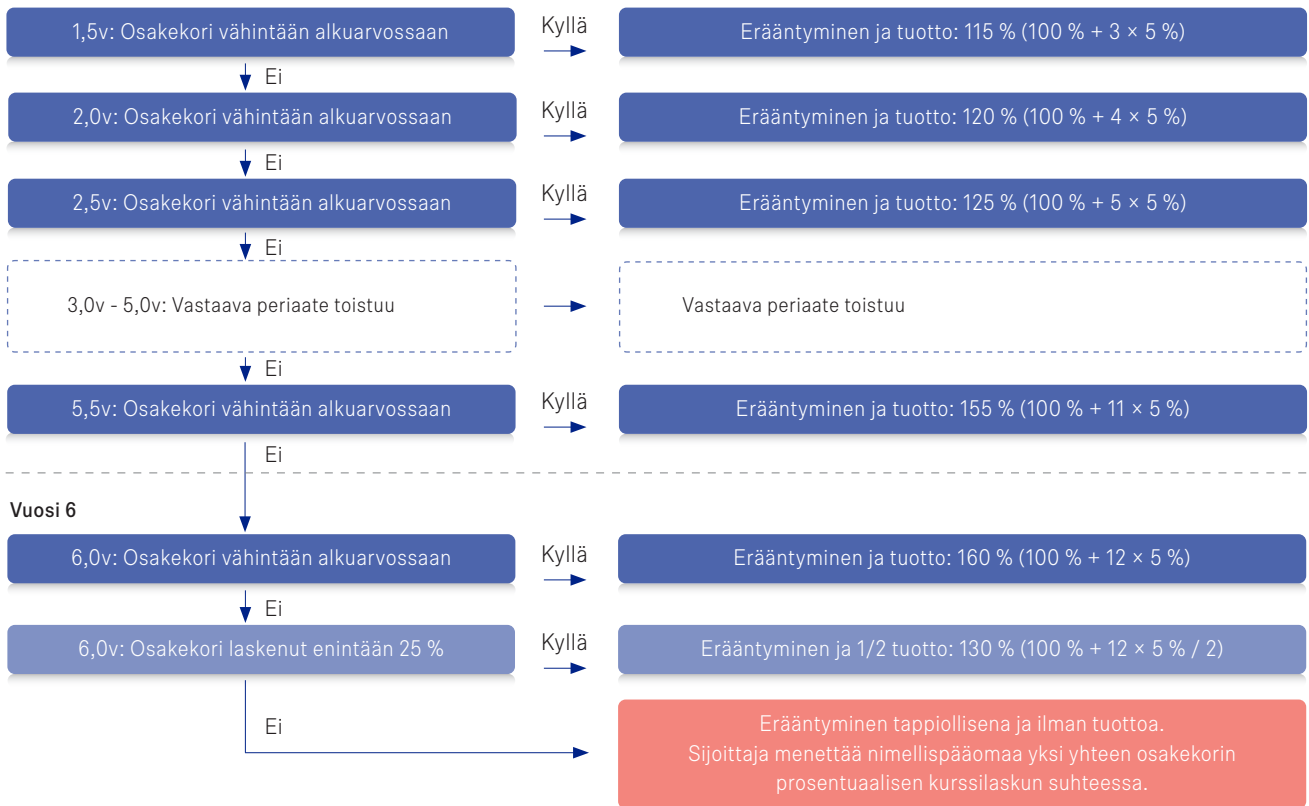 1,5v: Osakekori vähintään alkuarvossaan
Kyllä
Erääntyminen ja tuotto: 115 % (100 % + 3 × 5 %)
Ei
2,0v: Osakekori vähintään alkuarvossaan
Kyllä
Erääntyminen ja tuotto: 120 % (100 % + 4 × 5 %)
Ei
2,5v: Osakekori vähintään alkuarvossaan
Kyllä
Erääntyminen ja tuotto: 125 % (100 % + 5 × 5 %)
Ei
3,0v - 5,0v: Vastaava periaate toistuu
Vastaava periaate toistuu
Ei
5,5v: Osakekori vähintään alkuarvossaan
Kyllä
Erääntyminen ja tuotto: 155 % (100 % + 11 × 5 %)
Ei
Vuosi 6
6,0v: Osakekori vähintään alkuarvossaan
Kyllä
Erääntyminen ja tuotto: 160 % (100 % + 12 × 5 %)
Ei
6,0v: Osakekori laskenut enintään 25 %
Kyllä
Erääntyminen ja 1/2 tuotto: 130 % (100 % + 12 × 5 % / 2)
Ei
Erääntyminen tappiollisena ja ilman tuottoa.
Sijoittaja menettää nimellispääomaa yksi yhteen osakekorin
prosentuaalisen kurssilaskun suhteessa.